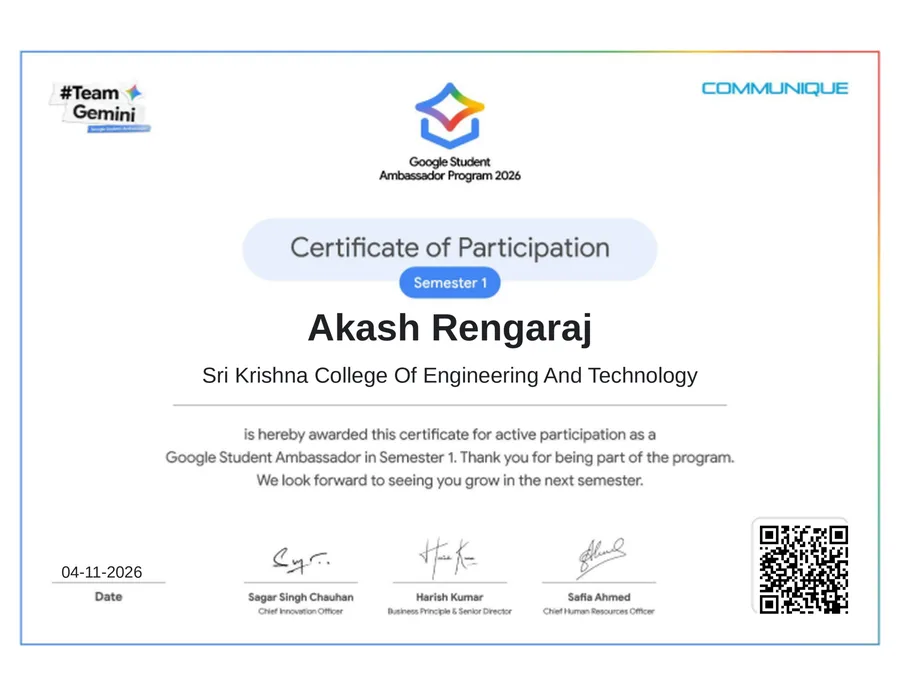 #Team
Gemini
Google Student Ambassador
COMMUNIQUE
Google Student
Ambassador Program 2026
Certificate of Participation
Semester 1
Akash Rengaraj
Sri Krishna College Of Engineering And Technology
is hereby awarded this certificate for active participation as a
Google Student Ambassador in Semester 1. Thank you for being part of the program.
We look forward to seeing you grow in the next semester.
04-11-2026
Date
Sagar Singh Chauhan
Chief Innovation Officer
Harish Kumar
Business Principle & Senior Director
Safia Ahmed
Chief Human Resources Officer